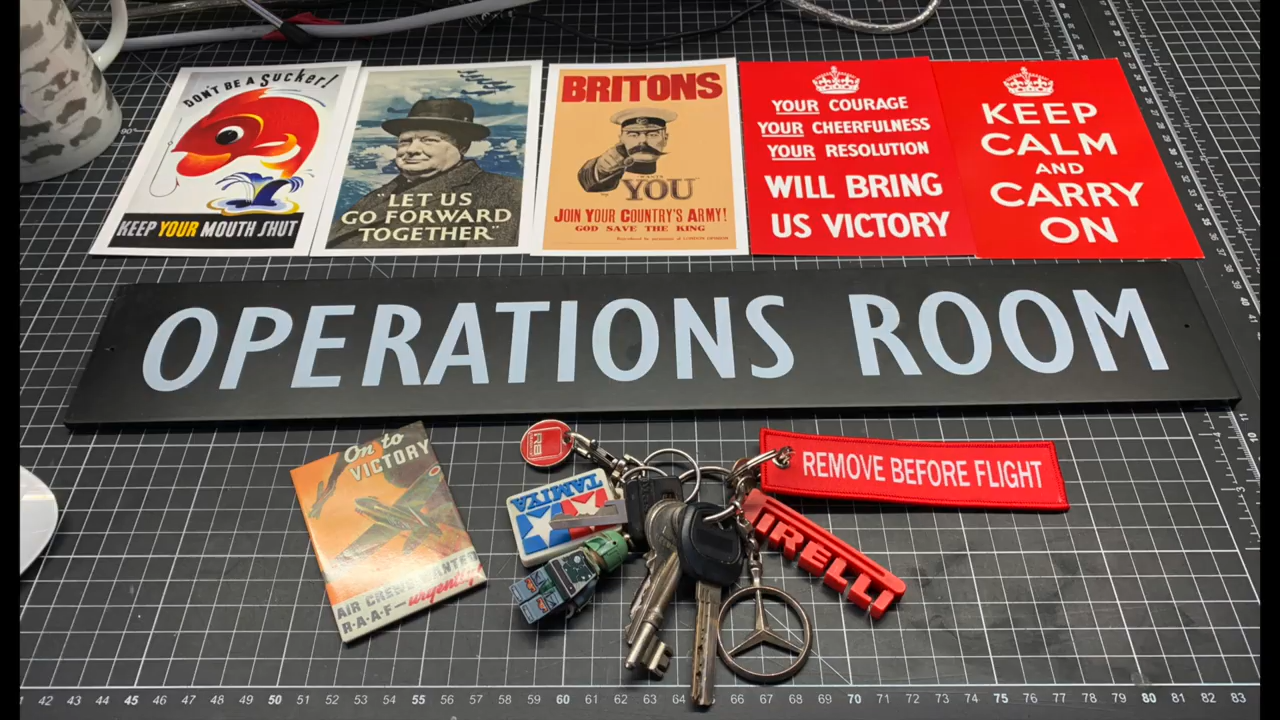 DON'T BE A Sucker!
KEEP YOUR MOUTH SHUT
"LET US
GO FORWARD
TOGETHER"
BRITONS
WANTS
YOU
JOIN YOUR COUNTRY'S ARMY!
GOD SAVE THE KING
YOUR COURAGE
YOUR CHEERFULNESS
YOUR RESOLUTION
WILL BRING
US VICTORY
KEEP
CALM
AND
CARRY
ON
OPERATIONS ROOM
On to
VICTORY
AIR CREWS WANTED
R·A·A·F—urgently!
TAMIYA
REMOVE BEFORE FLIGHT
PIRELLI
90°
42 43 44 45 46 47 48 49 50 51 52 53 54 55 56 57 58 59 60 61 62 63 64 65 66 67 68 69 70 71 72 73 74 75 76 77 78 79 80 81 82 83